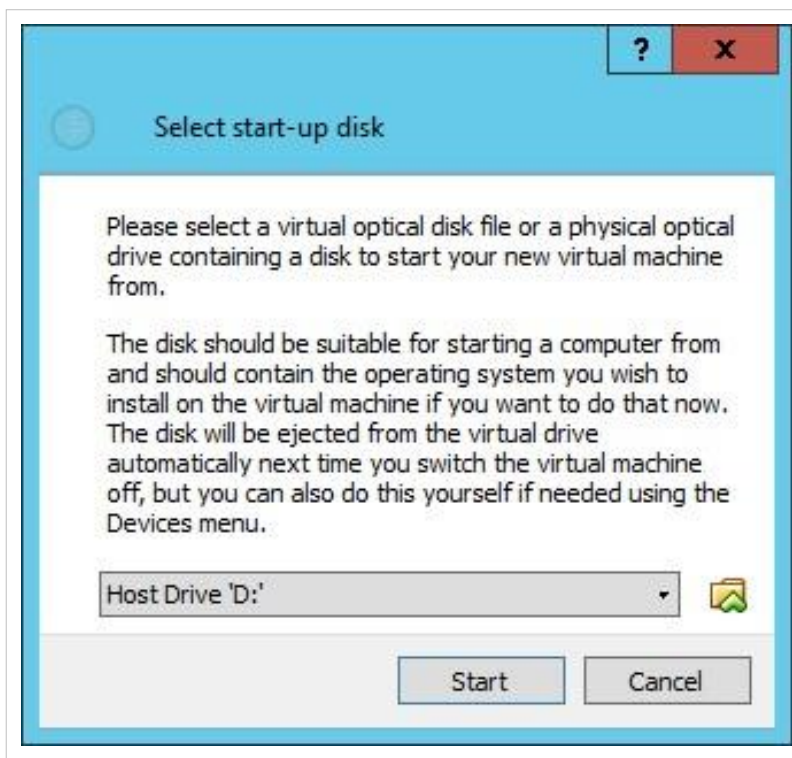 ?
X
Select start-up disk
Please select a virtual optical disk file or a physical optical
drive containing a disk to start your new virtual machine
from.
The disk should be suitable for starting a computer from
and should contain the operating system you wish to
install on the virtual machine if you want to do that now.
The disk will be ejected from the virtual drive
automatically next time you switch the virtual machine
off, but you can also do this yourself if needed using the
Devices menu.
Host Drive 'D:'
Start Cancel